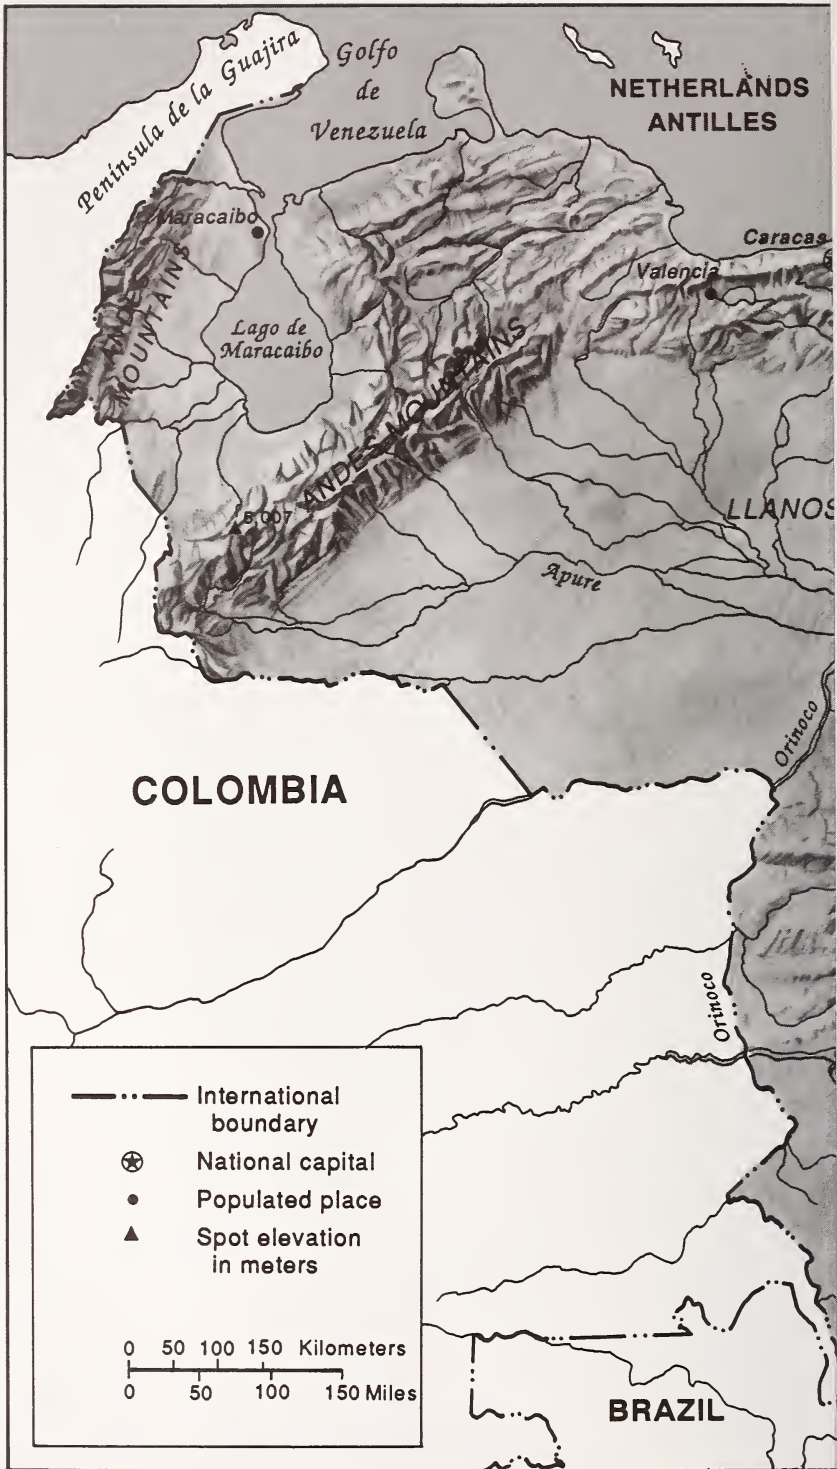 Península de la Guajira
Golfo
de
Venezuela
NETHERLANDS
ANTILLES
Maracaibo
Caracas
Valencia
ANDES
MOUNTAINS
Lago de
Maracaibo
ANDES MOUNTAINS
5,007
LLANOS
Apure
Orinoco
COLOMBIA
Orinoco
International
boundary
National capital
Populated place
Spot elevation
in meters
0 50 100 150 Kilometers
0 50 100 150 Miles
BRAZIL